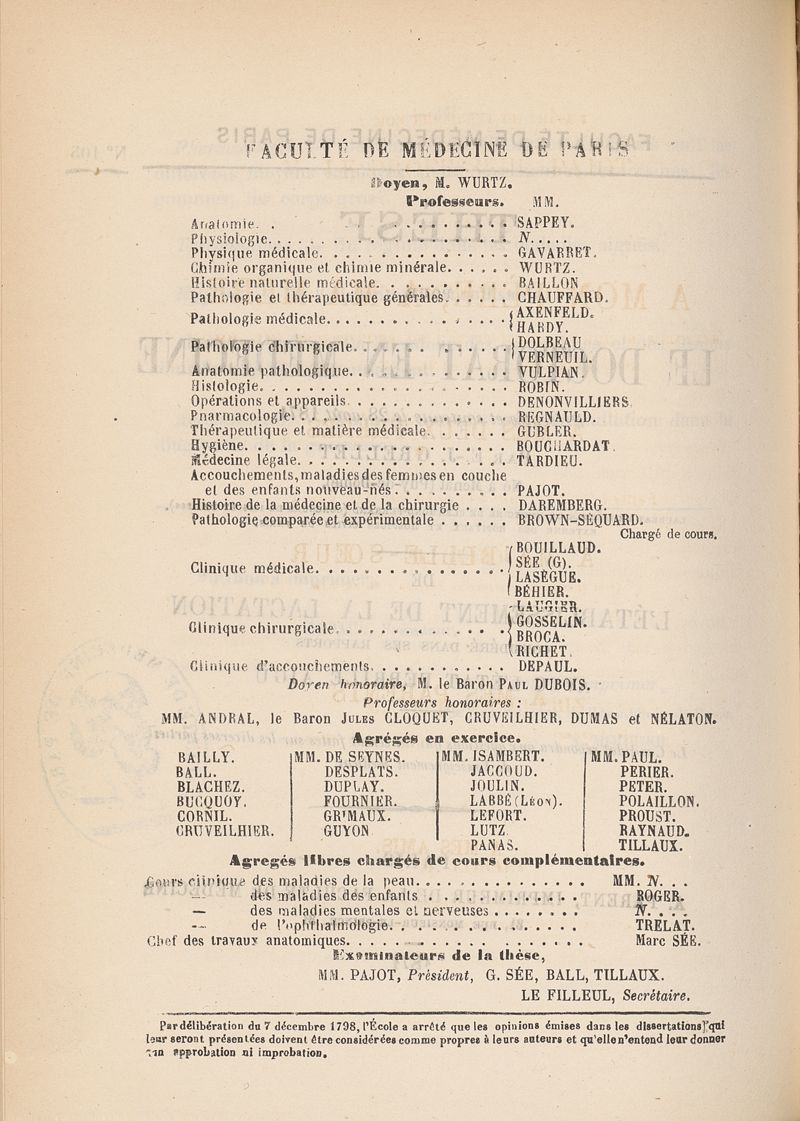 FACULTÉ DE MÉDECINE DE PARIS
Doyen, M. WURTZ.
Professeurs. MM.
Anatomie. . . . . . . . . . . SAPPEY.
Physiologie. . . . . . . . . . . . . . . . . . N. . . . .
Physique médicale. . . . . . . . . . . . . . . GAVARRET.
Chimie organique et chimie minérale. . . . . . WURTZ.
Histoire naturelle médicale. . . . . . . . . . BAILLON
Pathologie et thérapeutique générales. . . . . . CHAUFFARD.
Pathologie médicale. . . . . . . . . . . . . . { AXENFELD.
HARDY.
Pathologie chirurgicale. . . . . . . . . . . . { DOLBEAU
VERNEUIL.
Anatomie pathologique. . . . . . . . . . . . . VULPIAN.
Histologie. . . . . . . . . . . . . . . . . . . ROBIN.
Opérations et appareils. . . . . . . . . . . . . DENONVILLIERS
Pharmacologie. . . . . . . . . . . . . . . . . REGNAULD.
Thérapeutique et matière médicale. . . . . . . GUBLER.
Hygiène. . . . . . . . . . . . . . . . . . . . BOUCHARDAT.
Médecine légale. . . . . . . . . . . . . . . . TARDIEU.
Accouchements, maladies des femmes en couche
et des enfants nouveau-nés . . . . . . . . . . PAJOT.
Histoire de la médecine et de la chirurgie . . . . DAREMBERG.
Pathologie comparée et expérimentale . . . . . . BROWN-SÉQUARD.
Chargé de cours.
BOUILLAUD.
SÉE (G).
Clinique médicale. . . . . . . . . . . . . . . .
LASÈGUE.
BÉHIER.
LAUGIER.
GOSSELIN.
Clinique chirurgicale. . . . . . . . . . . . . .
BROCA.
RICHET.
Clinique d'accouchements. . . . . . . . . . . . DEPAUL.
Doyen honoraire, M. le Baron PAUL DUBOIS.
Professeurs honoraires :
MM. ANDRAL, le Baron JULES CLOQUET, CRUVEILHIER, DUMAS et NÉLATON.
Agrégés en exercice.
BAILLY. MM. DE SEYNES. MM. ISAMBERT. MM. PAUL.
BALL. DESPLATS. JACCOUD. PERIER.
BLACHEZ. DUPLAY. JOULIN. PETER.
BUCQUOY. FOURNIER. LABBÉ (LÉON). POLAILLON.
CORNIL. GRIMAUX. LEFORT. PROUST.
CRUVEILHIER. GUYON LUTZ RAYNAUD.
PANAS. TILLAUX.
Agregés libres chargés de cours complémentaires.
Cours clinique des maladies de la peau. . . . . . . . . . . . . . . . MM. N. . .
— des maladies des enfants . . . . . . . . . . . . ROGER.
— des maladies mentales et nerveuses . . . . . . . . N. . . .
— de l'ophthalmologie. . . . . . . . . . . . . . TRELAT.
Chef des travaux anatomiques. . . . . . . . . . . . . . . . . . Marc SÉE.
Examinateurs de la thèse,
MM. PAJOT, Président, G. SÉE, BALL, TILLAUX.
LE FILLEUL, Secrétaire.
Par délibération du 7 décembre 1798, l'École a arrêté que les opinions émises dans les dissertations qui
leur seront présentées doivent être considérées comme propres à leurs auteurs et qu'elle n'entend leur donner
un approbation ni improbation.